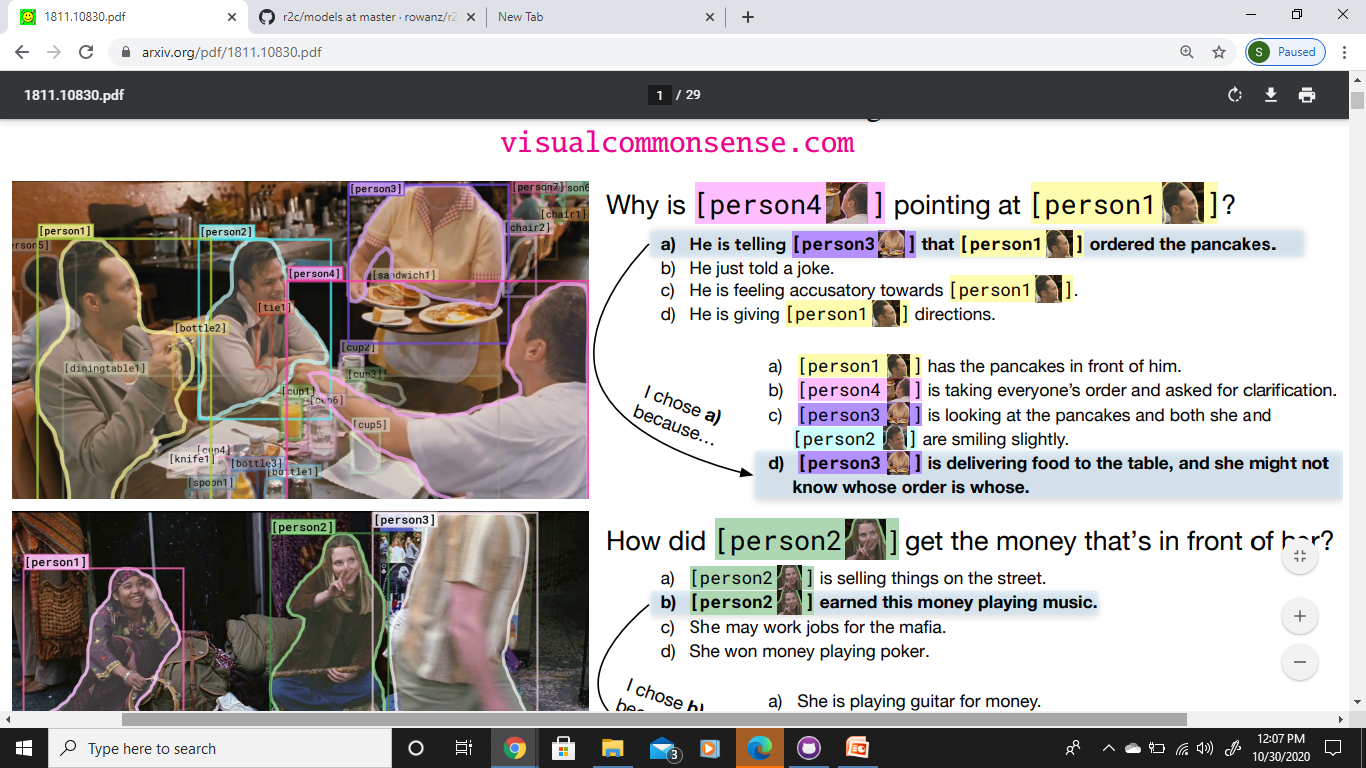 1811.10830.pdf
r2c/models at master · rowanz/r2
New Tab
arxiv.org/pdf/1811.10830.pdf
S Paused
1811.10830.pdf
1 / 29
visualcommonsense.com
[person1]
[person2]
[person3]
[person7]
[chair1]
[chair2]
[person4]
[sandwich1]
[tie1]
[bottle2]
[diningtable1]
[cup2]
[cup3]
[cup1]
[cup6]
[cup5]
[cup4]
[knife1]
[bottle3]
[bottle1]
[spoon1]
Why is [person4 ] pointing at [person1 ]?
a) He is telling [person3 ] that [person1 ] ordered the pancakes.
b) He just told a joke.
c) He is feeling accusatory towards [person1 ].
d) He is giving [person1 ] directions.
I chose a)
because...
a) [person1 ] has the pancakes in front of him.
b) [person4 ] is taking everyone's order and asked for clarification.
c) [person3 ] is looking at the pancakes and both she and
[person2 ] are smiling slightly.
d) [person3 ] is delivering food to the table, and she might not
know whose order is whose.
[person1]
[person2]
[person3]
How did [person2 ] get the money that's in front of her?
a) [person2 ] is selling things on the street.
b) [person2 ] earned this money playing music.
c) She may work jobs for the mafia.
d) She won money playing poker.
I chose b)
a) She is playing guitar for money.
Type here to search
3
12:07 PM
10/30/2020